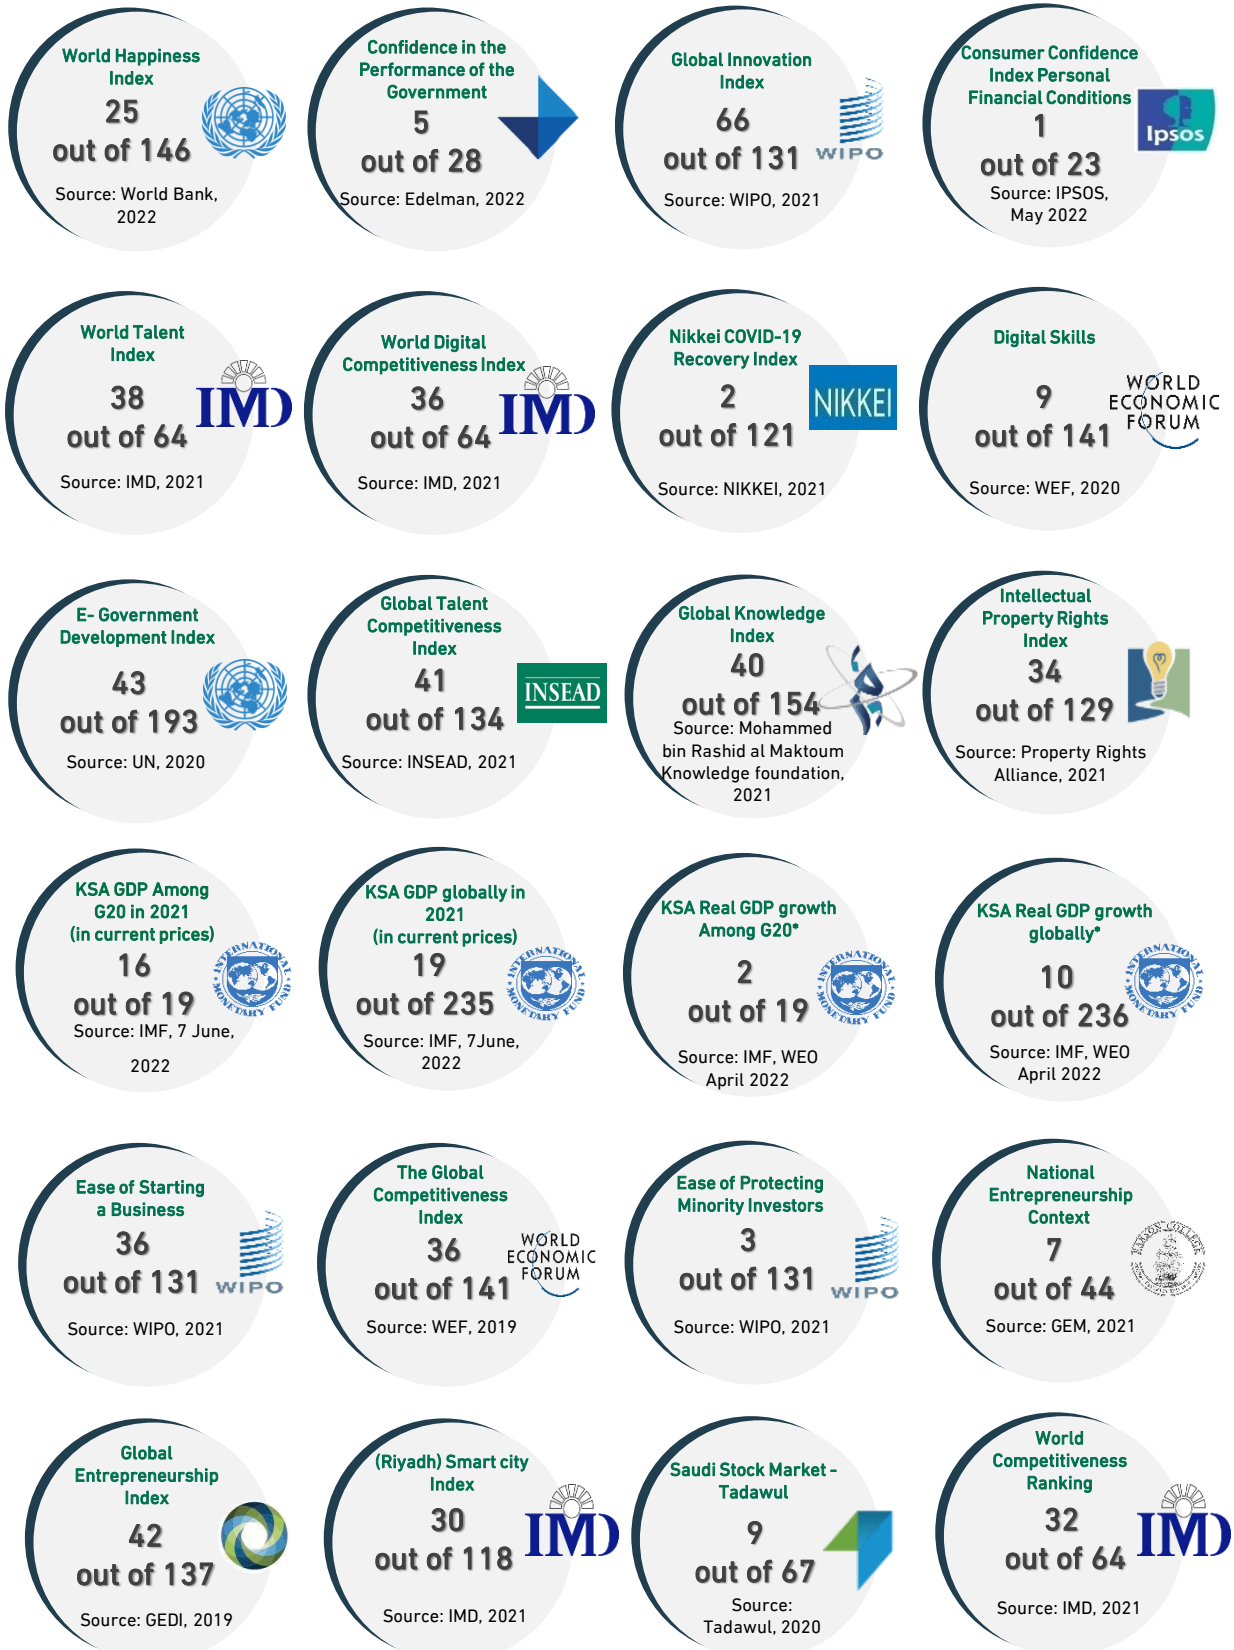 World Happiness
Index
25
out of 146
Source: World Bank,
2022
Confidence in the
Performance of the
Government
5
out of 28
Source: Edelman, 2022
Global Innovation
Index
66
out of 131
WIPO
Source: WIPO, 2021
Consumer Confidence
Index Personal
Financial Conditions
1
out of 23
Ipsos
Source: IPSOS,
May 2022
World Talent
Index
38
out of 64
IMD
Source: IMD, 2021
World Digital
Competitiveness Index
36
out of 64
IMD
Source: IMD, 2021
Nikkei COVID-19
Recovery Index
2
out of 121
NIKKEI
Source: NIKKEI, 2021
Digital Skills
9
out of 141
WORLD
ECONOMIC
FORUM
Source: WEF, 2020
E- Government
Development Index
43
out of 193
Source: UN, 2020
Global Talent
Competitiveness
Index
41
out of 134
INSEAD
Source: INSEAD, 2021
Global Knowledge
Index
40
out of 154
Source: Mohammed
bin Rashid al Maktoum
Knowledge foundation,
2021
Intellectual
Property Rights
Index
34
out of 129
Source: Property Rights
Alliance, 2021
KSA GDP Among
G20 in 2021
(in current prices)
16
out of 19
INTERNATIONAL MONETARY FUND
Source: IMF, 7 June,
2022
KSA GDP globally in
2021
(in current prices)
19
out of 235
INTERNATIONAL MONETARY FUND
Source: IMF, 7June,
2022
KSA Real GDP growth
Among G20*
2
out of 19
INTERNATIONAL MONETARY FUND
Source: IMF, WEO
April 2022
KSA Real GDP growth
globally*
10
out of 236
INTERNATIONAL MONETARY FUND
Source: IMF, WEO
April 2022
Ease of Starting
a Business
36
out of 131
WIPO
Source: WIPO, 2021
The Global
Competitiveness
Index
36
out of 141
WORLD
ECONOMIC
FORUM
Source: WEF, 2019
Ease of Protecting
Minority Investors
3
out of 131
WIPO
Source: WIPO, 2021
National
Entrepreneurship
Context
7
out of 44
BABSON COLLEGE
Source: GEM, 2021
Global
Entrepreneurship
Index
42
out of 137
Source: GEDI, 2019
(Riyadh) Smart city
Index
30
out of 118
IMD
Source: IMD, 2021
Saudi Stock Market -
Tadawul
9
out of 67
Source:
Tadawul, 2020
World
Competitiveness
Ranking
32
out of 64
IMD
Source: IMD, 2021